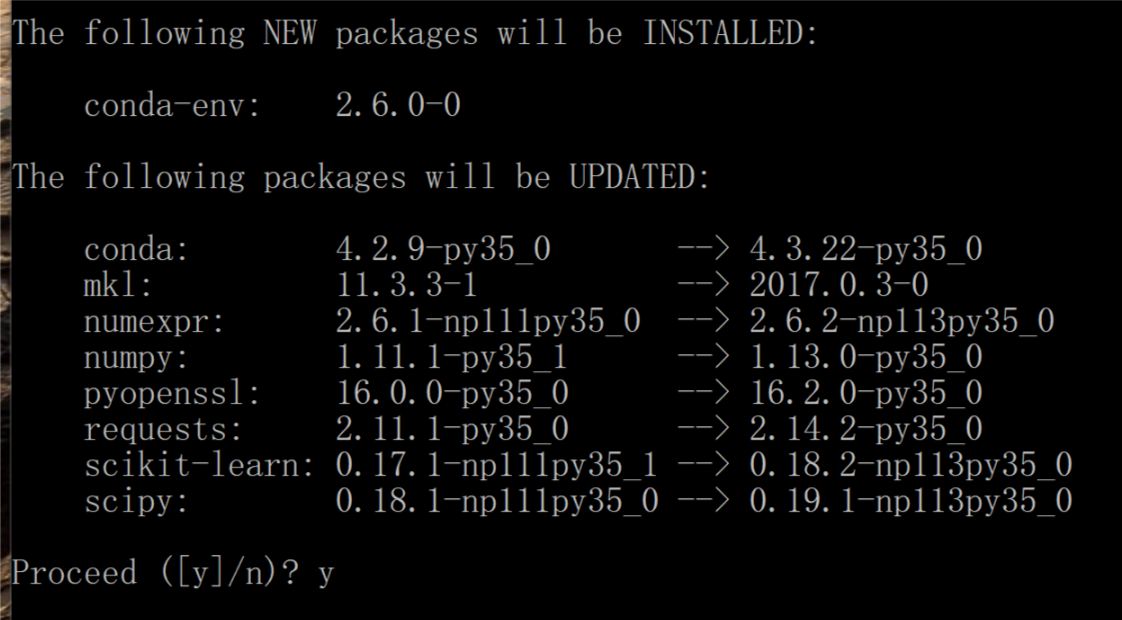 The following NEW packages will be INSTALLED:
conda-env: 2.6.0-0
The following packages will be UPDATED:
conda: 4.2.9-py35_0 --> 4.3.22-py35_0
mkl: 11.3.3-1 --> 2017.0.3-0
numexpr: 2.6.1-np111py35_0 --> 2.6.2-np113py35_0
numpy: 1.11.1-py35_1 --> 1.13.0-py35_0
pyopenssl: 16.0.0-py35_0 --> 16.2.0-py35_0
requests: 2.11.1-py35_0 --> 2.14.2-py35_0
scikit-learn: 0.17.1-np111py35_1 --> 0.18.2-np113py35_0
scipy: 0.18.1-np111py35_0 --> 0.19.1-np113py35_0
Proceed ([y]/n)? y